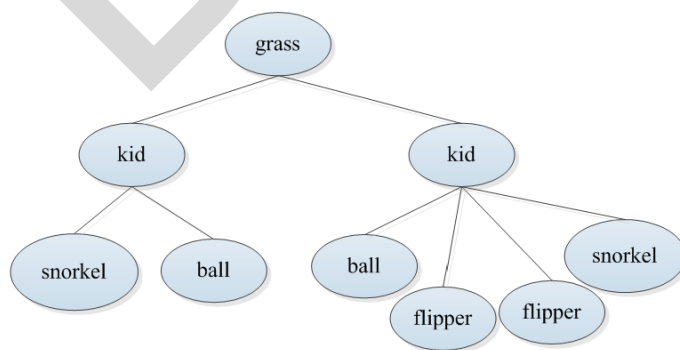 grass
kid
kid
snorkel
ball
ball
flipper
flipper
snorkel